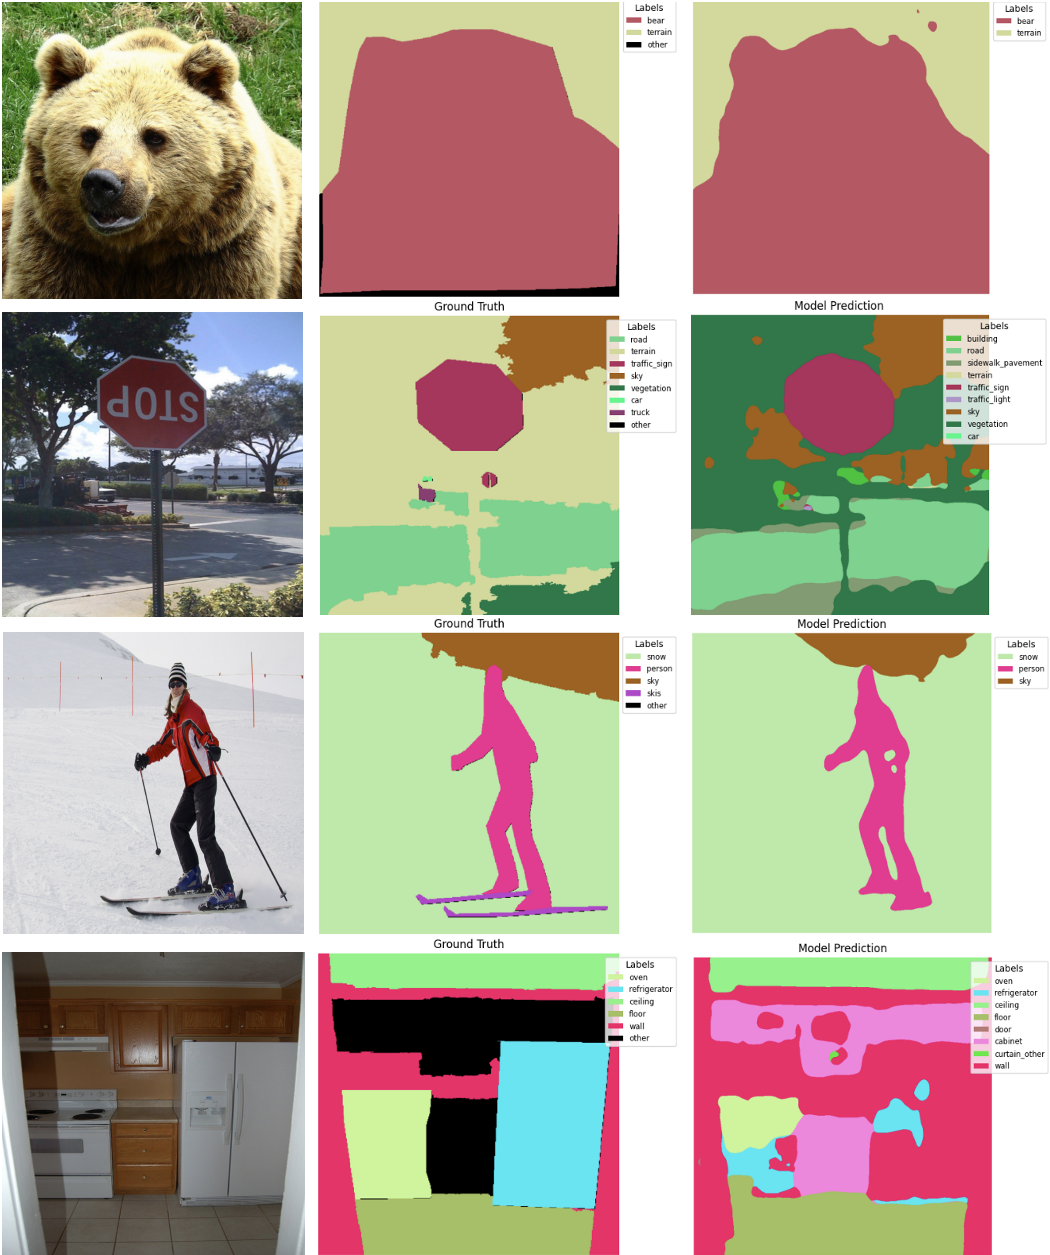 Labels
bear
terrain
other
Labels
bear
terrain
Ground Truth
Model Prediction
STOP
Labels
road
terrain
traffic_sign
sky
vegetation
car
truck
other
Labels
building
road
sidewalk_pavement
terrain
traffic_sign
traffic_light
sky
vegetation
car
Ground Truth
Model Prediction
Labels
snow
person
sky
skis
other
Labels
snow
person
sky
Ground Truth
Model Prediction
Labels
oven
refrigerator
ceiling
floor
wall
other
Labels
oven
refrigerator
ceiling
floor
door
cabinet
curtain_other
wall